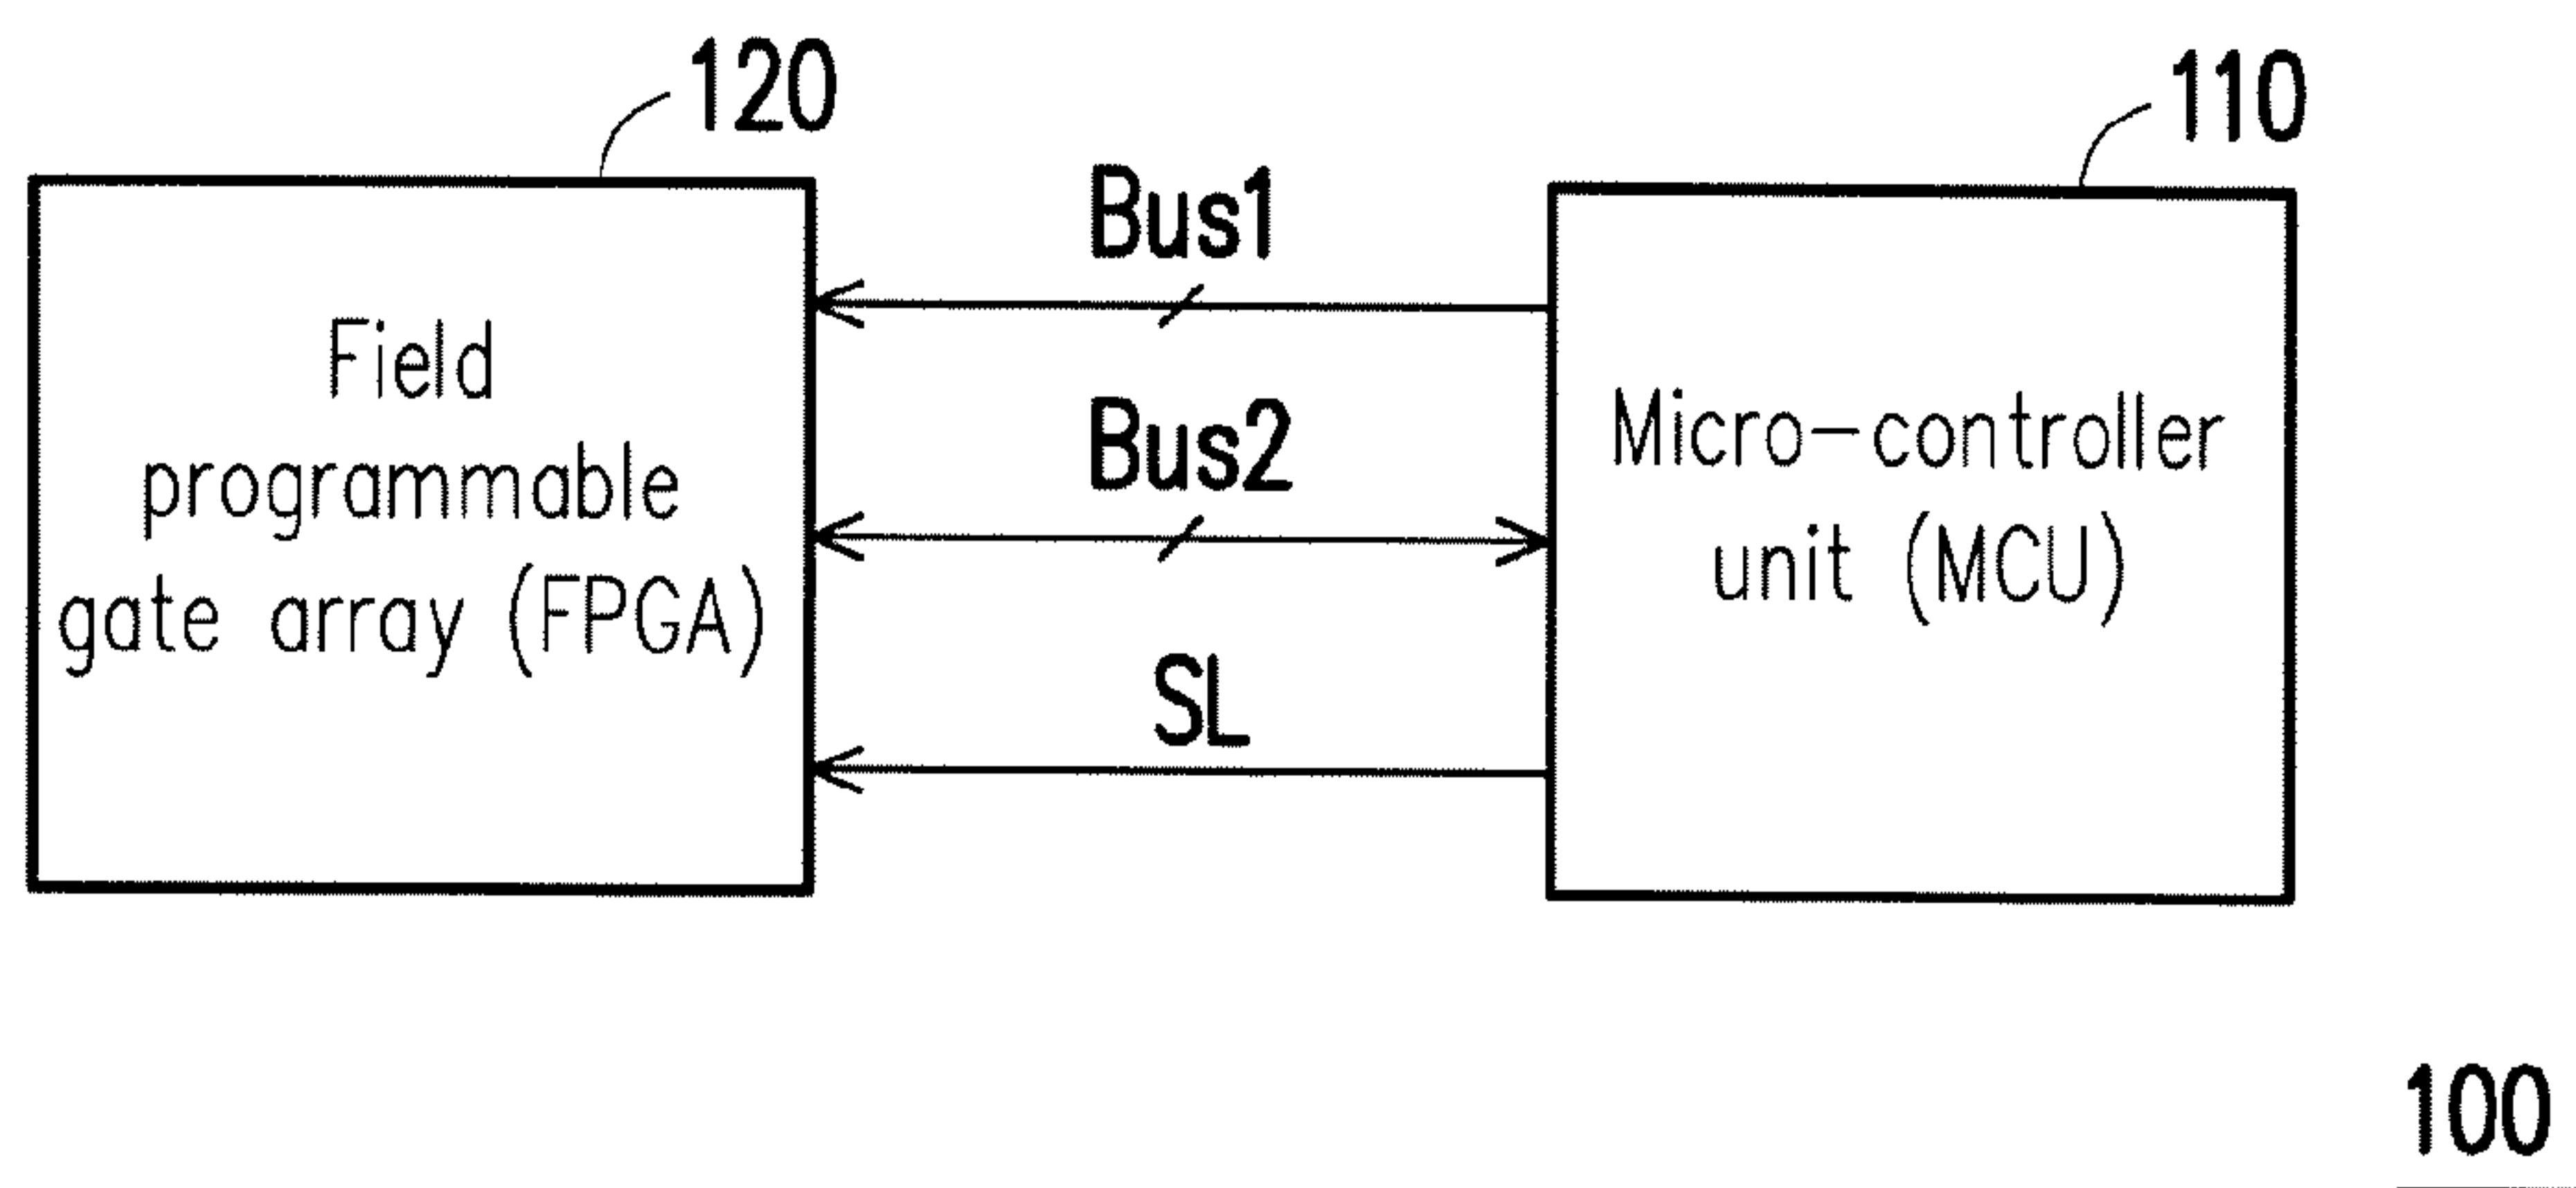 120
110
Bus1
Field
programmable
gate array (FPGA)
Bus2
Micro-controller
unit (MCU)
SL
100